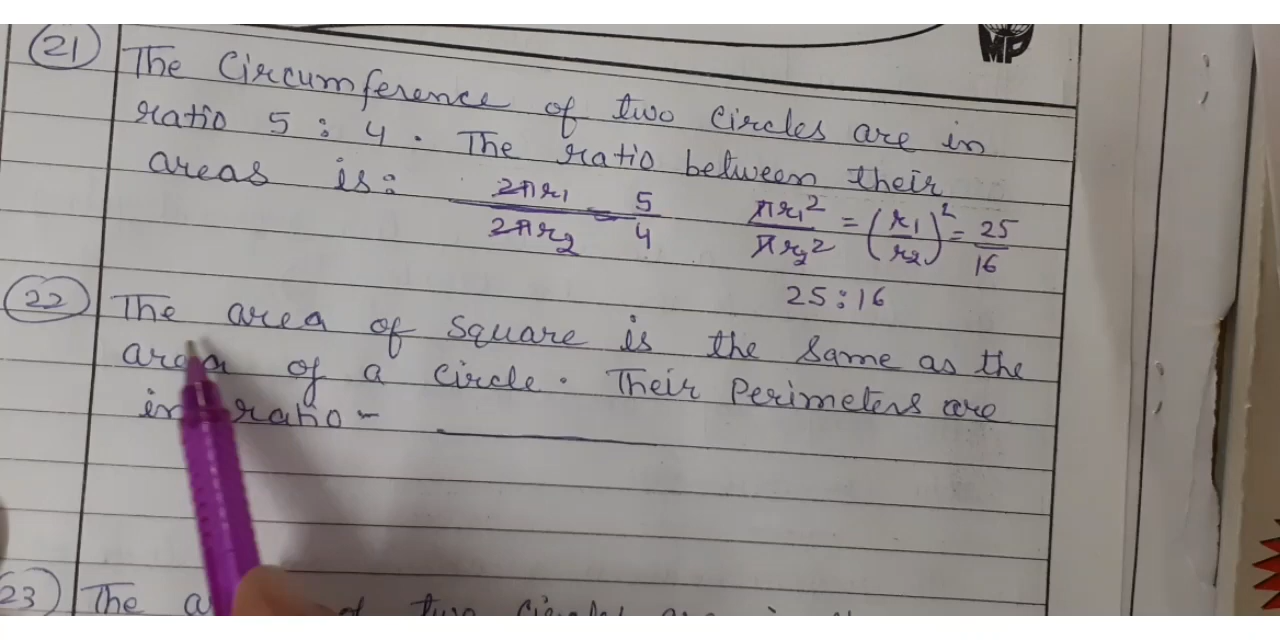 MP
(21) The Circumference of two circles are in
ratio 5 : 4 . The ratio between their
areas is:
2πr₁/2πr₂ = 5/4
πr₁²/πr₂² = (r₁/r₂)² = 25/16
25:16
(22) The area of square is the same as the
area of a circle. Their Perimeters are
in ratio - ________
(23) The